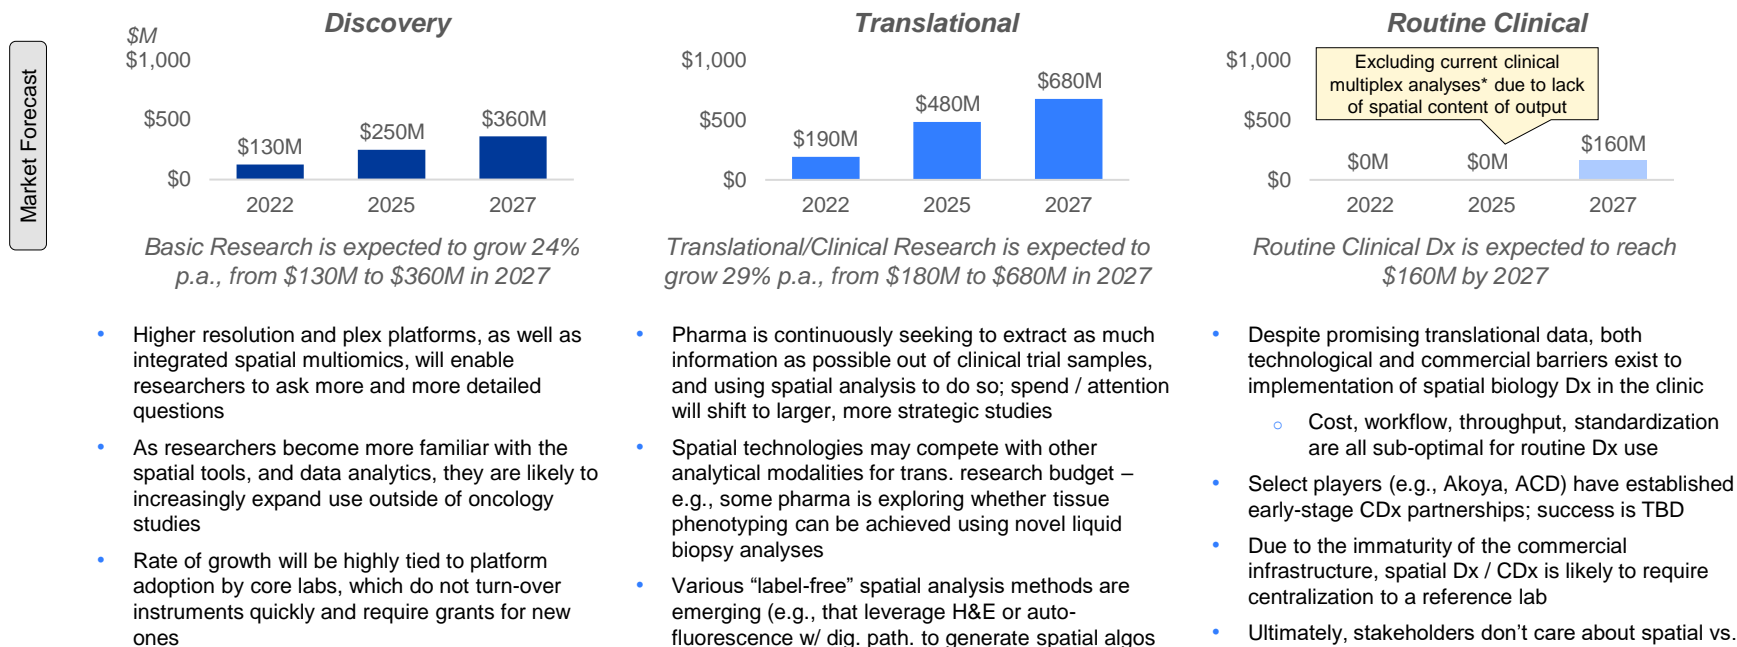 Market Forecast
Discovery
$M
$1,000
$500
$0
$130M
$250M
$360M
2022
2025
2027
Basic Research is expected to grow 24%
p.a., from $130M to $360M in 2027
• Higher resolution and plex platforms, as well as
integrated spatial multiomics, will enable
researchers to ask more and more detailed
questions
• As researchers become more familiar with the
spatial tools, and data analytics, they are likely to
increasingly expand use outside of oncology
studies
• Rate of growth will be highly tied to platform
adoption by core labs, which do not turn-over
instruments quickly and require grants for new
ones
Translational
$1,000
$500
$0
$190M
$480M
$680M
2022
2025
2027
Translational/Clinical Research is expected to
grow 29% p.a., from $180M to $680M in 2027
• Pharma is continuously seeking to extract as much
information as possible out of clinical trial samples,
and using spatial analysis to do so; spend / attention
will shift to larger, more strategic studies
• Spatial technologies may compete with other
analytical modalities for trans. research budget –
e.g., some pharma is exploring whether tissue
phenotyping can be achieved using novel liquid
biopsy analyses
• Various “label-free” spatial analysis methods are
emerging (e.g., that leverage H&E or auto-
fluorescence w/ dig. path. to generate spatial algos
Routine Clinical
$1,000
$500
$0
Excluding current clinical
multiplex analyses* due to lack
of spatial content of output
$0M
$0M
$160M
2022
2025
2027
Routine Clinical Dx is expected to reach
$160M by 2027
• Despite promising translational data, both
technological and commercial barriers exist to
implementation of spatial biology Dx in the clinic
○ Cost, workflow, throughput, standardization
are all sub-optimal for routine Dx use
• Select players (e.g., Akoya, ACD) have established
early-stage CDx partnerships; success is TBD
• Due to the immaturity of the commercial
infrastructure, spatial Dx / CDx is likely to require
centralization to a reference lab
• Ultimately, stakeholders don’t care about spatial vs.